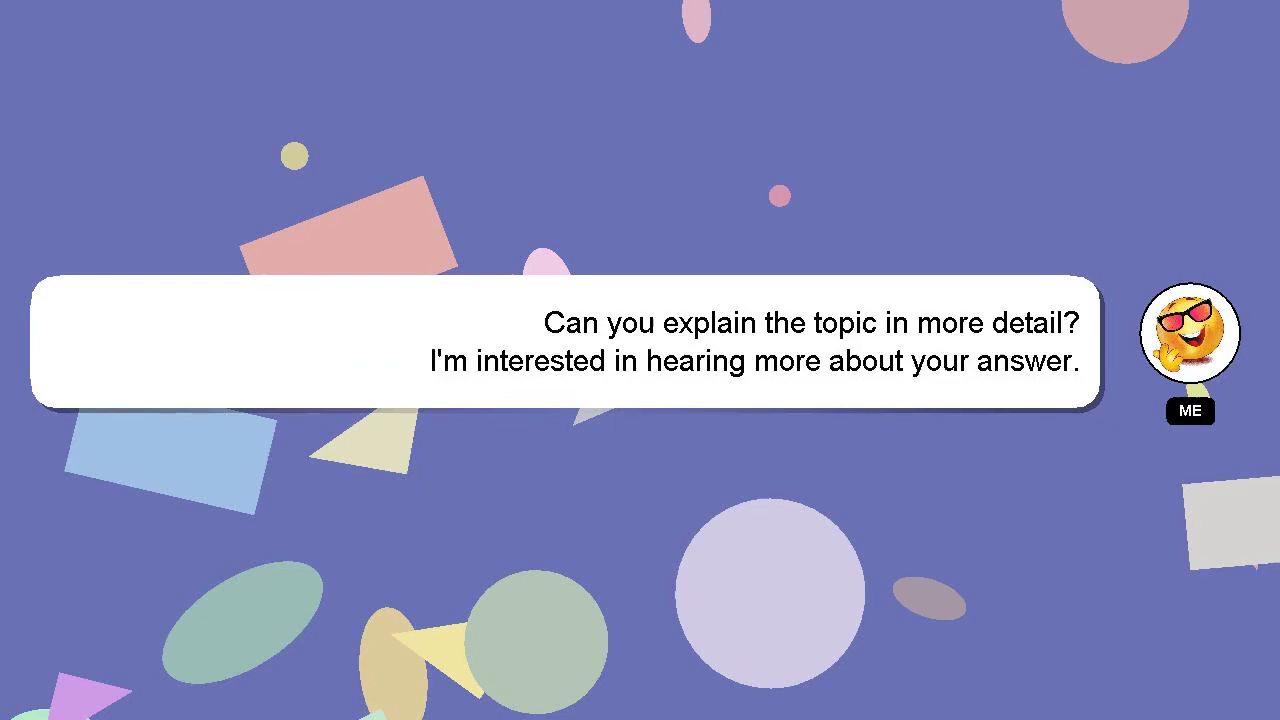 Can you explain the topic in more detail?
I'm interested in hearing more about your answer.
ME